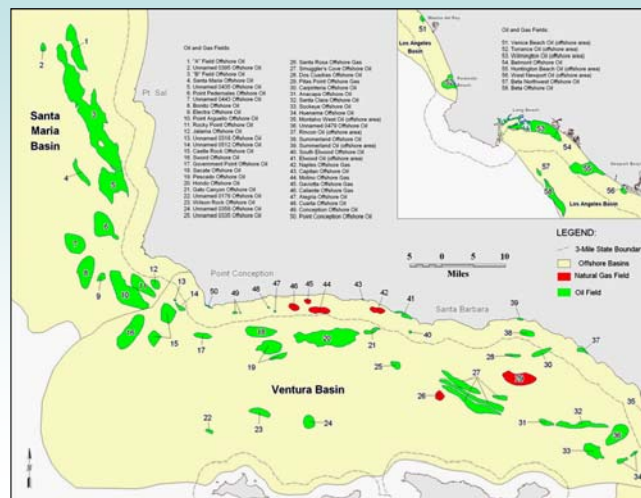 Santa
Maria
Basin
Pt. Sal
Oil and Gas Fields:
1. "A" Field Offshore Oil
2. Unnamed 0395 Offshore Oil
3. "B" Field Offshore Oil
4. Santa Maria Offshore Oil
5. Unnamed 0435 Offshore Oil
6. Point Pedernales Offshore Oil
7. Unnamed 0443 Offshore Oil
8. Bonito Offshore Oil
9. Electra Offshore Oil
10. Point Arguello Offshore Oil
11. Rocky Point Offshore Oil
12. Jalama Offshore Oil
13. Unnamed Offshore Oil
14. Unnamed Offshore Oil
15. Castle Rock Offshore Oil
16. Sword Offshore Oil
17. Government Point Offshore Oil
18. Sacate Offshore Oil
19. Pescado Offshore Oil
20. Hondo Offshore Oil
21. Gato Canyon Offshore Oil
22. Unnamed Offshore Oil
23. Wilson Rock Offshore Oil
24. Unnamed Offshore Oil
25. Unnamed Offshore Oil
26. Santa Rosa Offshore Gas
27. Smuggler's Cove Offshore Oil
28. Dos Cuadras Offshore Oil
29. Pitas Point Offshore Gas
30. Carpinteria Offshore Oil
31. Anacapa Offshore Oil
32. Santa Clara Offshore Oil
33. Sockeye Offshore Oil
34. Hueneme Offshore Oil
35. Montalvo West Oil (offshore area)
36. Unnamed Offshore Oil
37. Rincon Oil (offshore area)
38. Summerland Offshore Oil
39. Summerland Oil (offshore area)
40. South Ellwood Offshore Oil
41. Elwood Oil (offshore area)
42. Naples Offshore Gas
43. Capitan Offshore Oil
44. Molino Offshore Gas
45. Gaviota Offshore Gas
46. Caliente Offshore Gas
47. Alegria Offshore Oil
48. Cuarta Offshore Oil
49. Conception Offshore Oil
50. Point Conception Offshore Oil
Los Angeles
Basin
Redondo
Beach
Oil and Gas Fields:
51. Venice Beach Oil (offshore area)
52. Torrance Oil (offshore area)
53. Wilmington Oil (offshore area)
54. Belmont Offshore Oil
55. Huntington Beach Oil (offshore area)
56. West Newport Oil (offshore area)
57. Beta Northwest Offshore Oil
58. Beta Offshore Oil
Long Beach
Newport Beach
Los Angeles Basin
LEGEND:
3-Mile State Boundary
Offshore Basins
Natural Gas Field
Oil Field
5 0 5 10
Miles
Point Conception
Santa Barbara
Ventura Basin